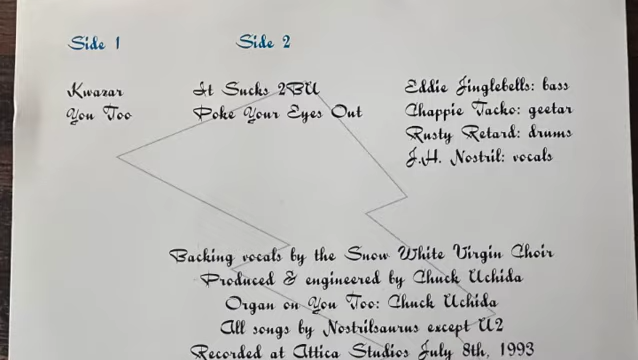 Side 1 Side 2
Kwazar It Sucks 2BU Eddie Jinglebells: bass
You Too Poke Your Eyes Out Chappie Tacko: geetar
Rusty Retard: drums
J.H. Nostril: vocals
Backing vocals by the Snow White Virgin Choir
Produced & engineered by Chuck Uchida
Organ on You Too: Chuck Uchida
All songs by Nostrilsaurus except U2
Recorded at Attica Studios July 8th, 1993